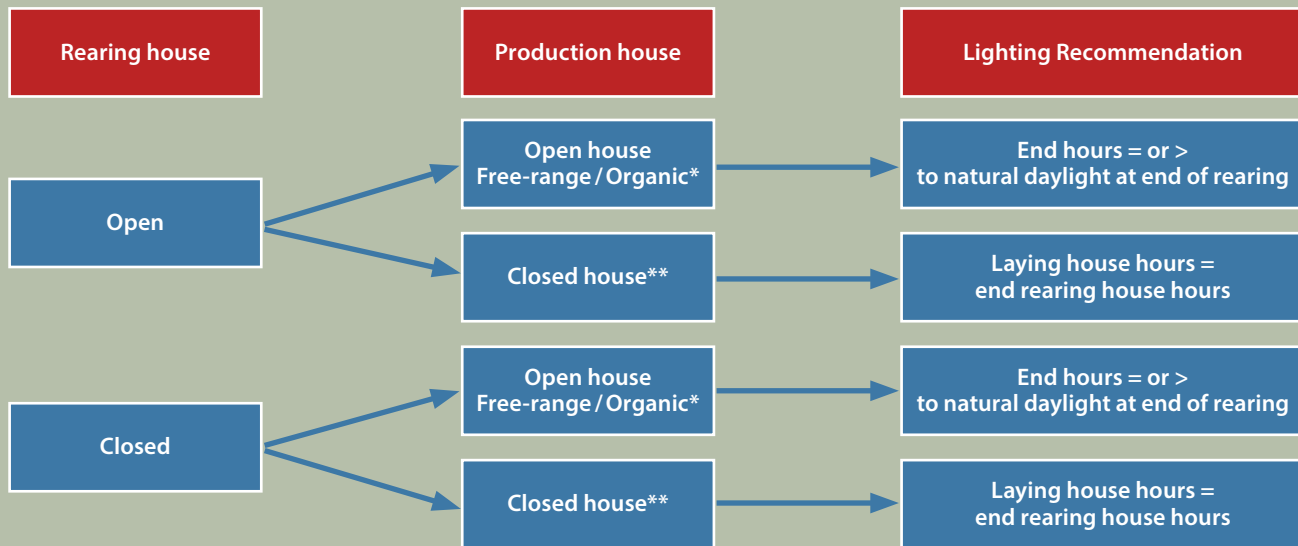 Rearing house
Production house
Lighting Recommendation
Open
Open house
Free-range / Organic*
End hours = or >
to natural daylight at end of rearing
Closed house**
Laying house hours =
end rearing house hours
Closed
Open house
Free-range / Organic*
End hours = or >
to natural daylight at end of rearing
Closed house**
Laying house hours =
end rearing house hours